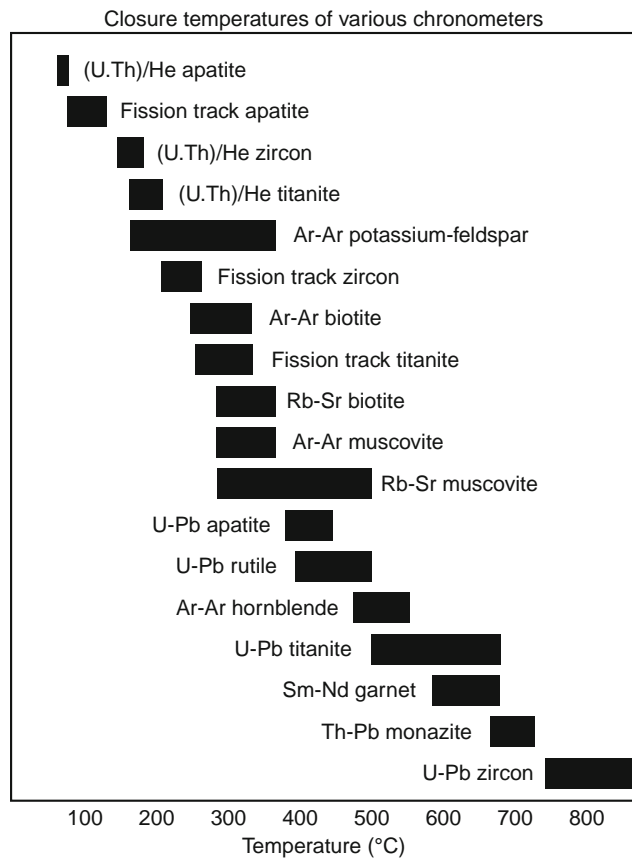 Closure temperatures of various chronometers
(U.Th)/He apatite
Fission track apatite
(U.Th)/He zircon
(U.Th)/He titanite
Ar-Ar potassium-feldspar
Fission track zircon
Ar-Ar biotite
Fission track titanite
Rb-Sr biotite
Ar-Ar muscovite
Rb-Sr muscovite
U-Pb apatite
U-Pb rutile
Ar-Ar hornblende
U-Pb titanite
Sm-Nd garnet
Th-Pb monazite
U-Pb zircon
100 200 300 400 500 600 700 800
Temperature (°C)